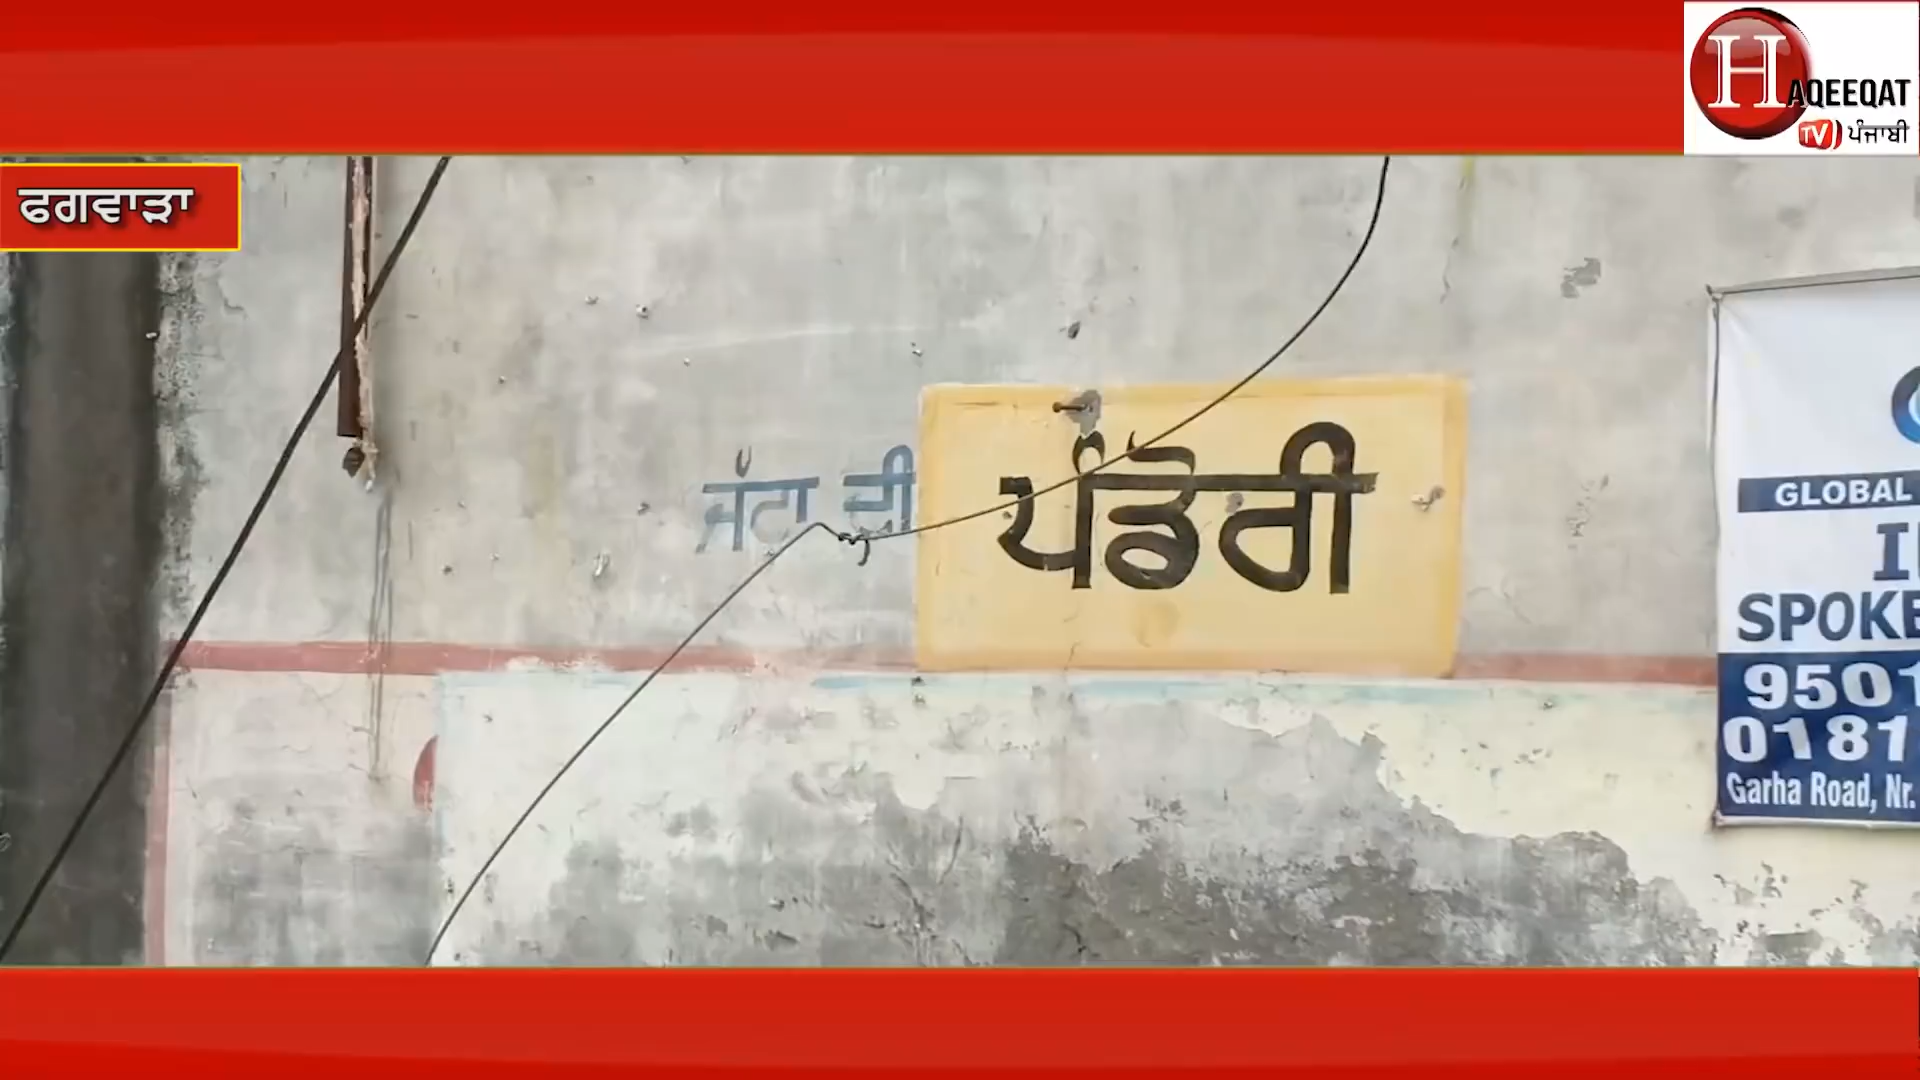 HAQEEQAT
TV ਪੰਜਾਬੀ
ਫਗਵਾੜਾ
ਜੱਟਾਂ ਦੀ ਪੰਡੋਰੀ
GLOBAL
SPOKE
9501
0181
Garha Road, Nr.